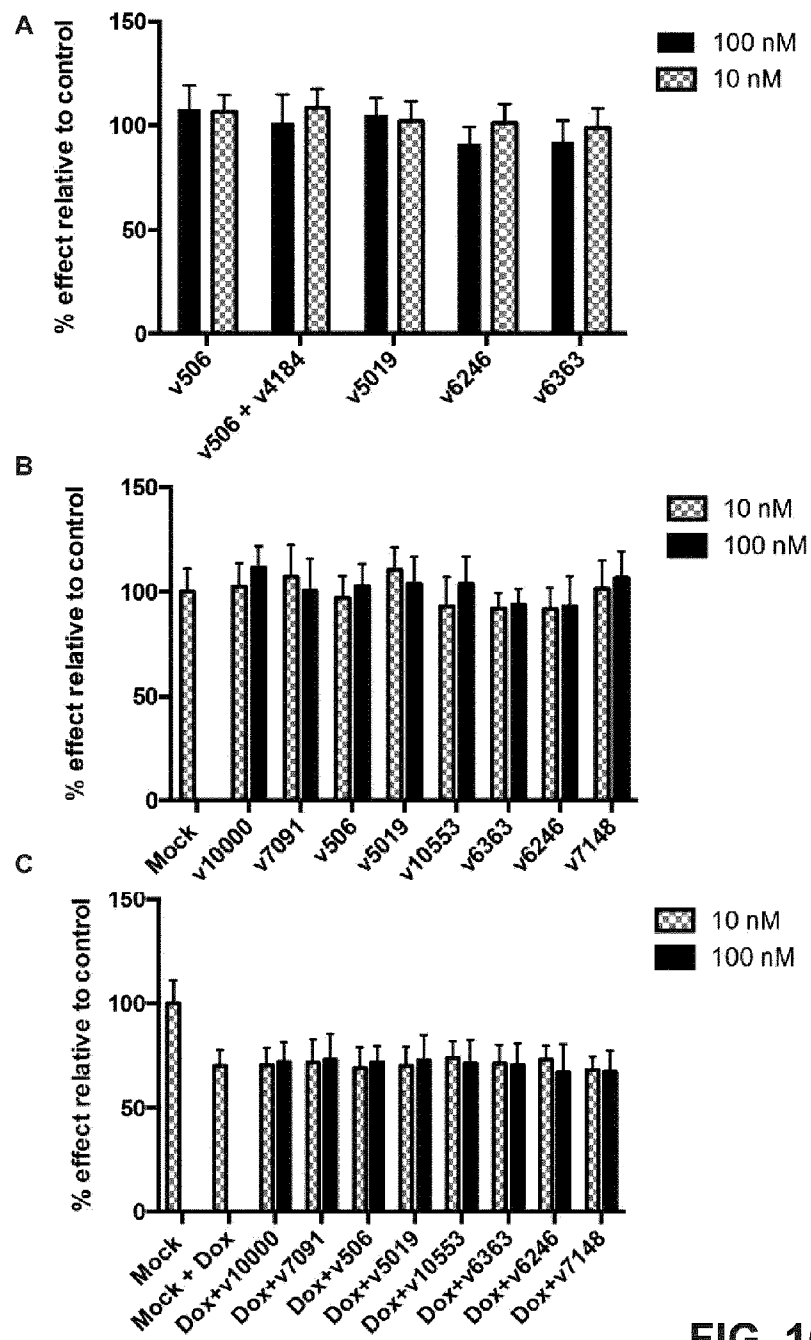 A
% effect relative to control
150
100
50
0
v506
v506 + v4184
v5019
v6246
v6363
100 nM
10 nM
B
% effect relative to control
150
100
50
0
Mock
v10000
v7091
v506
v5019
v10553
v6363
v6246
v7148
10 nM
100 nM
C
% effect relative to control
150
100
50
0
Mock
Mock + Dox
Dox+v10000
Dox+v7091
Dox+v506
Dox+v5019
Dox+v10553
Dox+v6363
Dox+v6246
Dox+v7148
10 nM
100 nM
FIG.